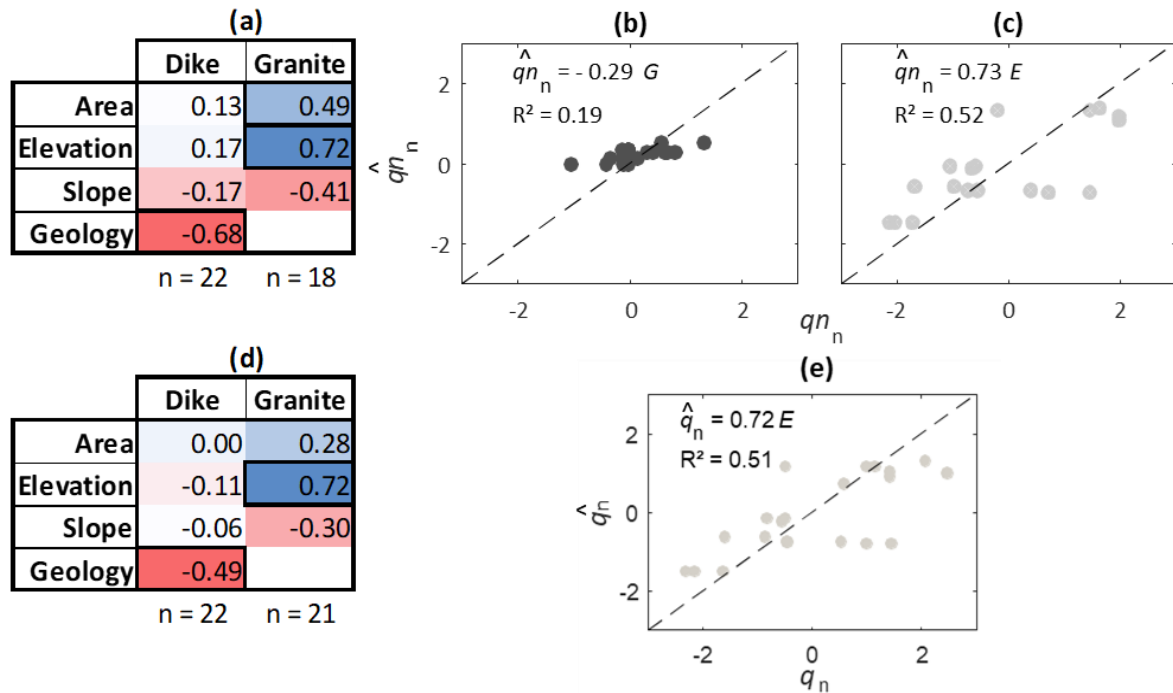 (a)
Dike Granite
Area 0.13 0.49
Elevation 0.17 0.72
Slope -0.17 -0.41
Geology -0.68
n = 22 n = 18
(b)
q̂n_n = - 0.29 G
R² = 0.19
2
0
-2
q̂n_n
-2 0 2
(c)
q̂n_n = 0.73 E
R² = 0.52
2
0
-2
-2 0 2
qn_n
(d)
Dike Granite
Area 0.00 0.28
Elevation -0.11 0.72
Slope -0.06 -0.30
Geology -0.49
n = 22 n = 21
(e)
q̂_n = 0.72 E
R² = 0.51
2
0
-2
q̂_n
-2 0 2
q_n